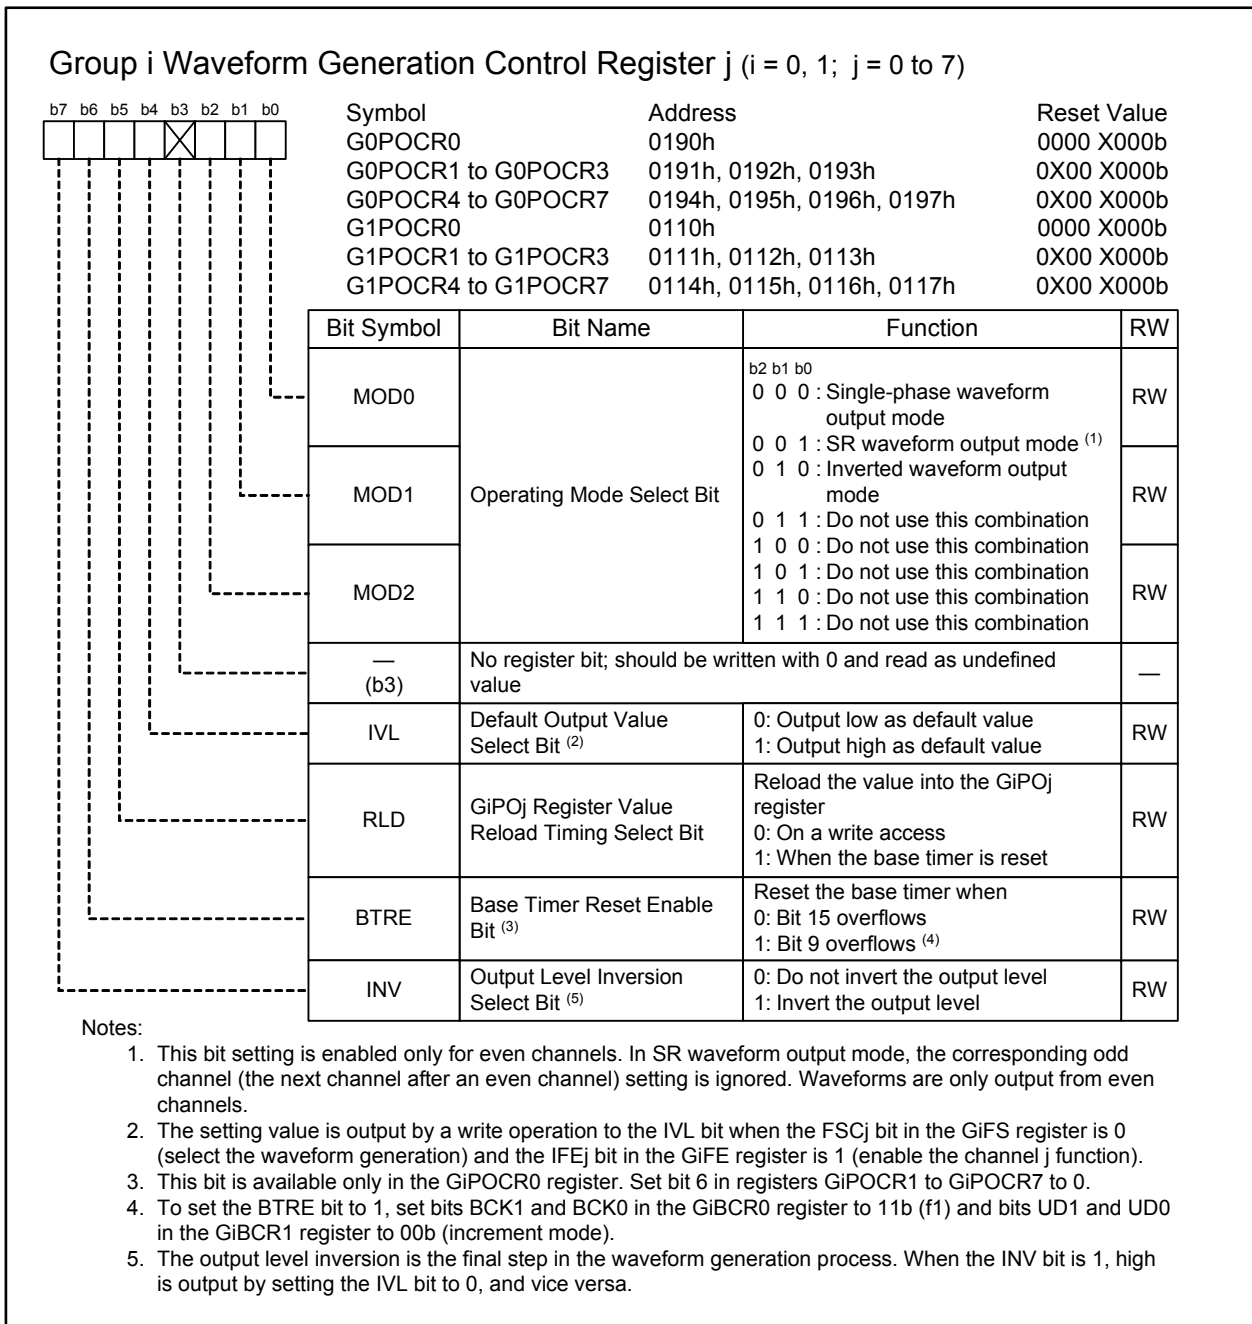 Group i Waveform Generation Control Register j (i = 0, 1; j = 0 to 7)
b7 b6 b5 b4 b3 b2 b1 b0
Symbol Address Reset Value
G0POCR0 0190h 0000 X000b
G0POCR1 to G0POCR3 0191h, 0192h, 0193h 0X00 X000b
G0POCR4 to G0POCR7 0194h, 0195h, 0196h, 0197h 0X00 X000b
G1POCR0 0110h 0000 X000b
G1POCR1 to G1POCR3 0111h, 0112h, 0113h 0X00 X000b
G1POCR4 to G1POCR7 0114h, 0115h, 0116h, 0117h 0X00 X000b
Bit Symbol Bit Name Function RW
MOD0
RW
MOD1
RW
MOD2
RW
Operating Mode Select Bit
b2 b1 b0
0 0 0 : Single-phase waveform
output mode
0 0 1 : SR waveform output mode (1)
0 1 0 : Inverted waveform output
mode
0 1 1 : Do not use this combination
1 0 0 : Do not use this combination
1 0 1 : Do not use this combination
1 1 0 : Do not use this combination
1 1 1 : Do not use this combination
—
(b3)
No register bit; should be written with 0 and read as undefined
value
—
IVL
Default Output Value
Select Bit (2)
0: Output low as default value
1: Output high as default value
RW
RLD
GiPOj Register Value
Reload Timing Select Bit
Reload the value into the GiPOj
register
0: On a write access
1: When the base timer is reset
RW
BTRE
Base Timer Reset Enable
Bit (3)
Reset the base timer when
0: Bit 15 overflows
1: Bit 9 overflows (4)
RW
INV
Output Level Inversion
Select Bit (5)
0: Do not invert the output level
1: Invert the output level
RW
Notes:
1. This bit setting is enabled only for even channels. In SR waveform output mode, the corresponding odd
channel (the next channel after an even channel) setting is ignored. Waveforms are only output from even
channels.
2. The setting value is output by a write operation to the IVL bit when the FSCj bit in the GiFS register is 0
(select the waveform generation) and the IFEj bit in the GiFE register is 1 (enable the channel j function).
3. This bit is available only in the GiPOCR0 register. Set bit 6 in registers GiPOCR1 to GiPOCR7 to 0.
4. To set the BTRE bit to 1, set bits BCK1 and BCK0 in the GiBCR0 register to 11b (f1) and bits UD1 and UD0
in the GiBCR1 register to 00b (increment mode).
5. The output level inversion is the final step in the waveform generation process. When the INV bit is 1, high
is output by setting the IVL bit to 0, and vice versa.